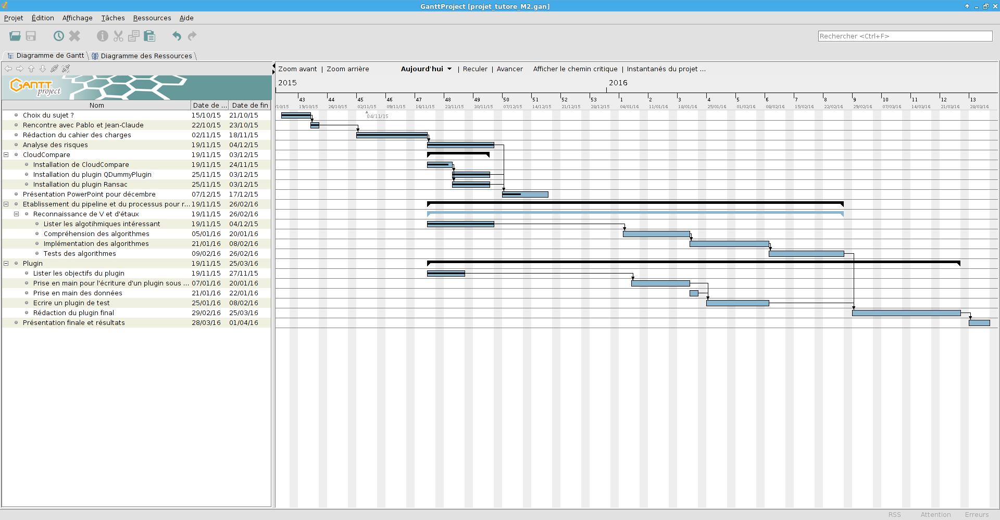 GanttProject [projet_tutore_M2.gan]
Projet Édition Affichage Tâches Ressources Aide
Rechercher <Ctrl+F>
Diagramme de Gantt Diagramme des Ressources
Zoom avant | Zoom arrière Aujourd'hui | Reculer | Avancer Afficher le chemin critique | Instantanés du projet ...
GANTT project
2015 2016
43 44 45 46 47 48 49 50 51 52 53 1 2 3 4 5 6 7 8 9 10 11 12 13
/10/15 19/10/15 26/10/15 02/11/15 09/11/15 16/11/15 23/11/15 30/11/15 07/12/15 14/12/15 21/12/15 28/12/15 04/01/16 11/01/16 18/01/16 25/01/16 01/02/16 08/02/16 15/02/16 22/02/16 29/02/16 07/03/16 14/03/16 21/03/16 28/03/16
04/11/15
Nom Date de ... Date de fin
Choix du sujet ? 15/10/15 21/10/15
Rencontre avec Pablo et Jean-Claude 22/10/15 23/10/15
Rédaction du cahier des charges 02/11/15 18/11/15
Analyse des risques 19/11/15 04/12/15
CloudCompare 19/11/15 03/12/15
Installation de CloudCompare 19/11/15 24/11/15
Installation du plugin QDummyPlugin 25/11/15 03/12/15
Installation du plugin Ransac 25/11/15 03/12/15
Présentation PowerPoint pour décembre 07/12/15 17/12/15
Etablissement du pipeline et du processus pour r... 19/11/15 26/02/16
Reconnaissance de V et d'étaux 19/11/15 26/02/16
Lister les algotihmiques intéressant 19/11/15 04/12/15
Compréhension des algorithmes 05/01/16 20/01/16
Implémentation des algorithmes 21/01/16 08/02/16
Tests des algorithmes 09/02/16 26/02/16
Plugin 19/11/15 25/03/16
Lister les objectifs du plugin 19/11/15 27/11/15
Prise en main pour l'écriture d'un plugin sous ... 07/01/16 20/01/16
Prise en main des données 21/01/16 22/01/16
Ecrire un plugin de test 25/01/16 08/02/16
Rédaction du plugin final 29/02/16 25/03/16
Présentation finale et résultats 28/03/16 01/04/16
RSS Attention Erreurs